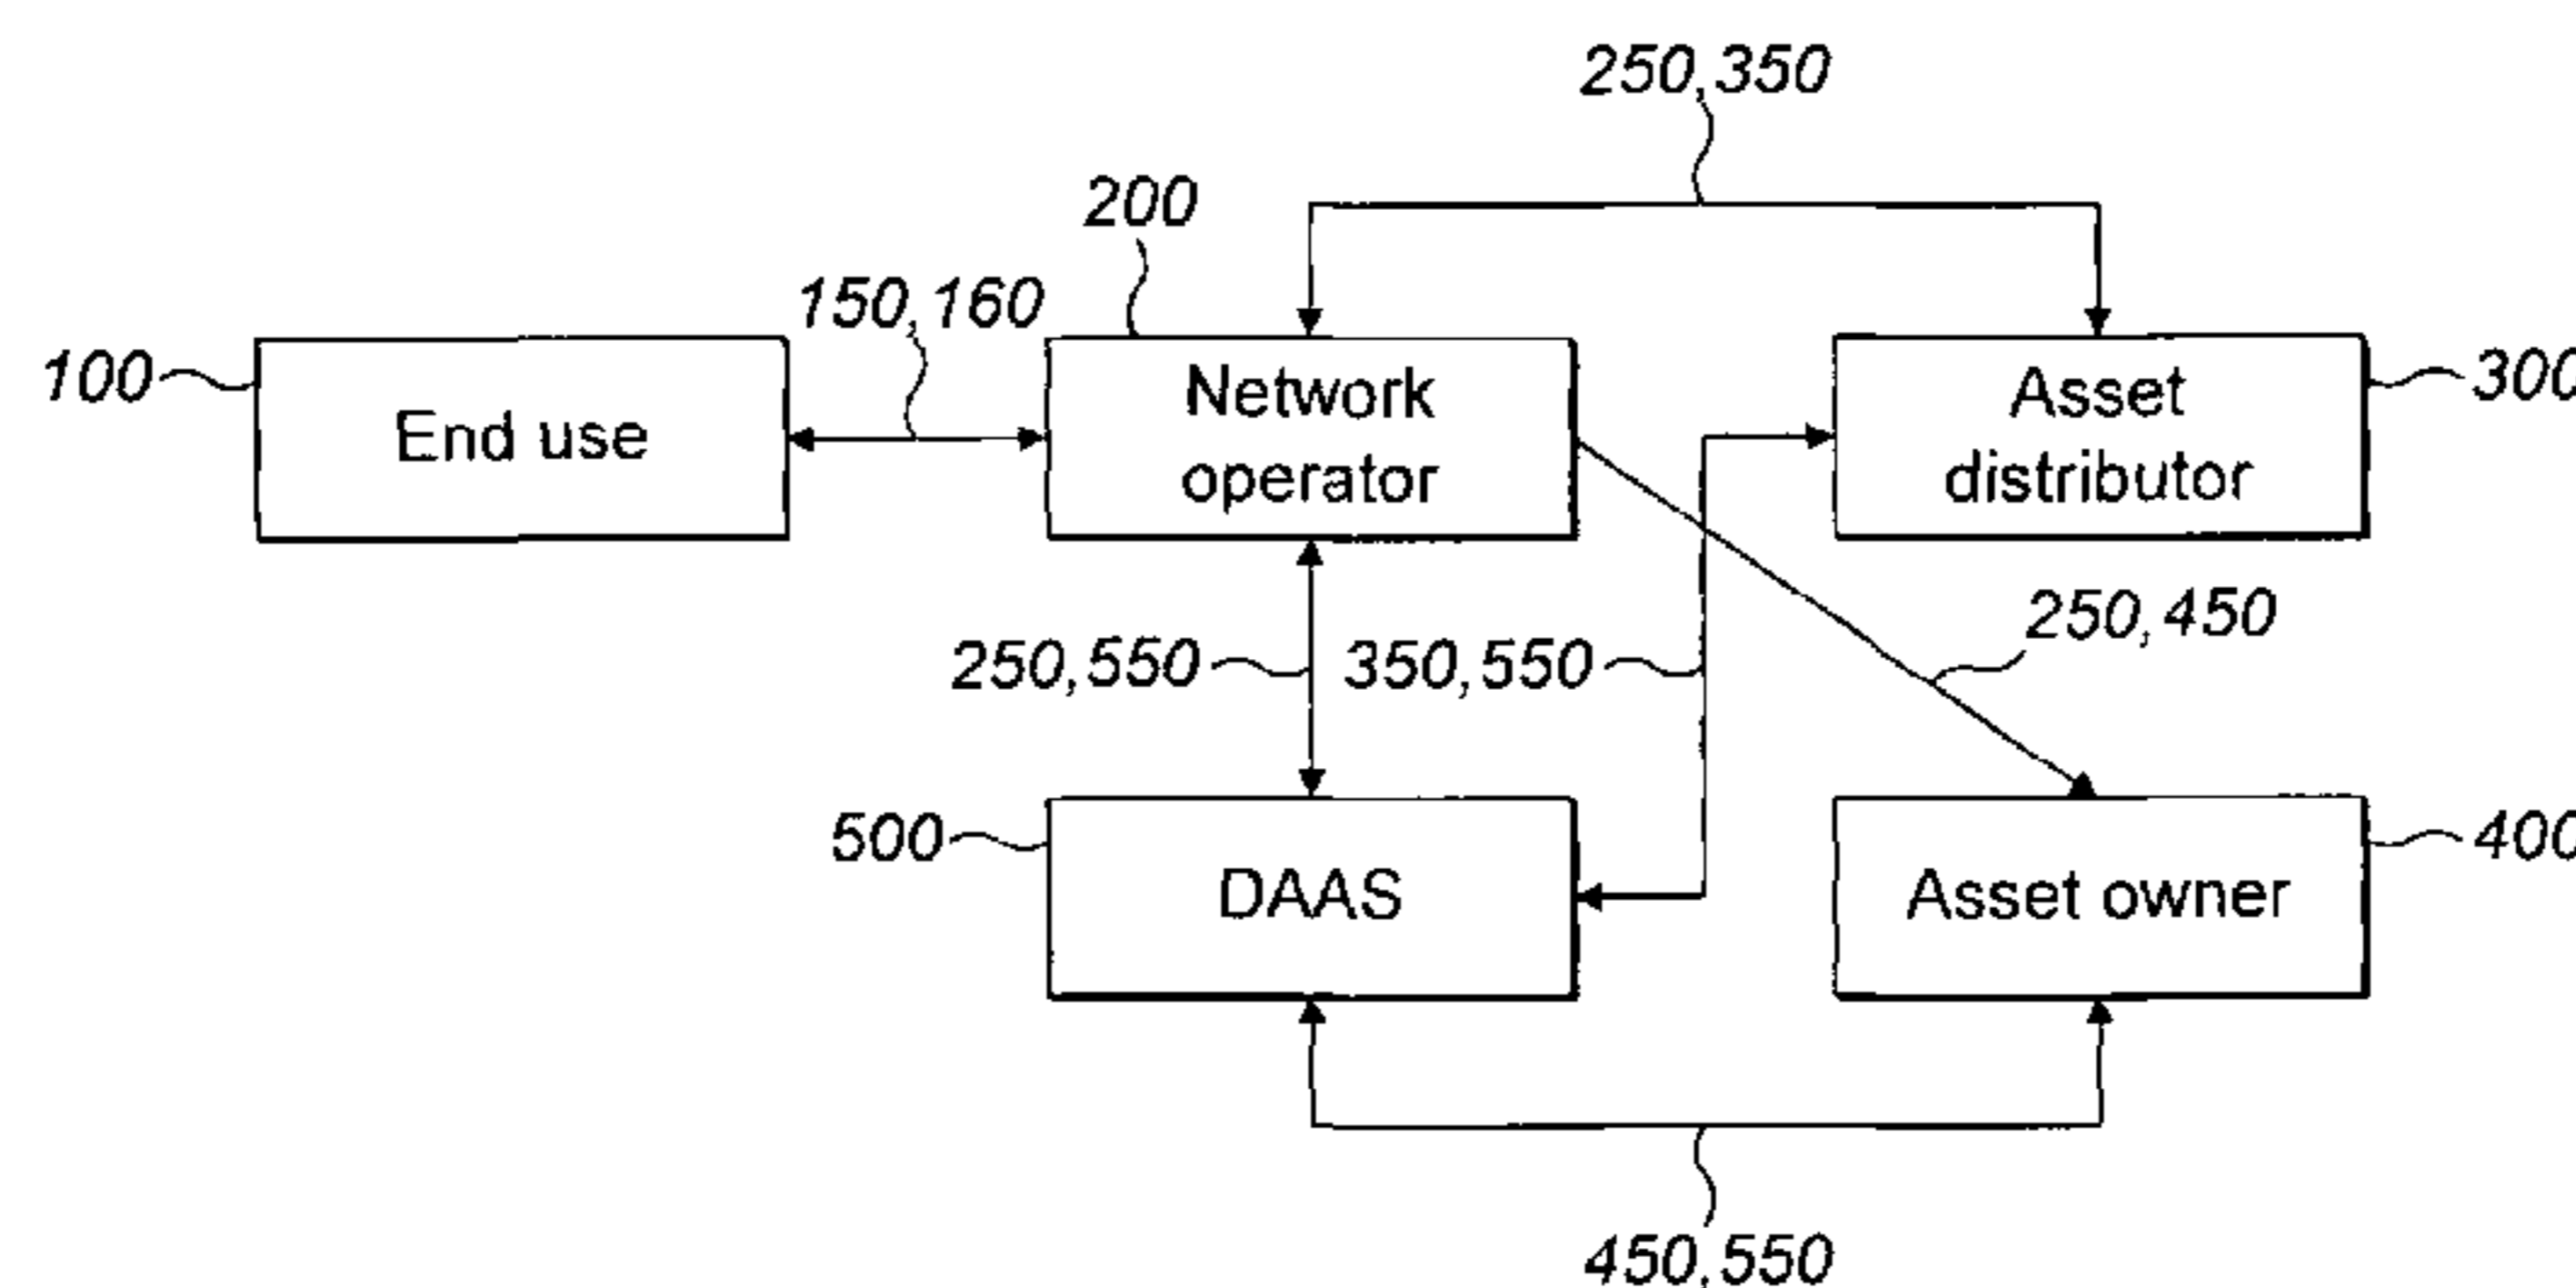 250,350
200
150,160
100
End use
Network
operator
Asset
distributor
300
250,550
350,550
250,450
500
DAAS
Asset owner
400
450,550